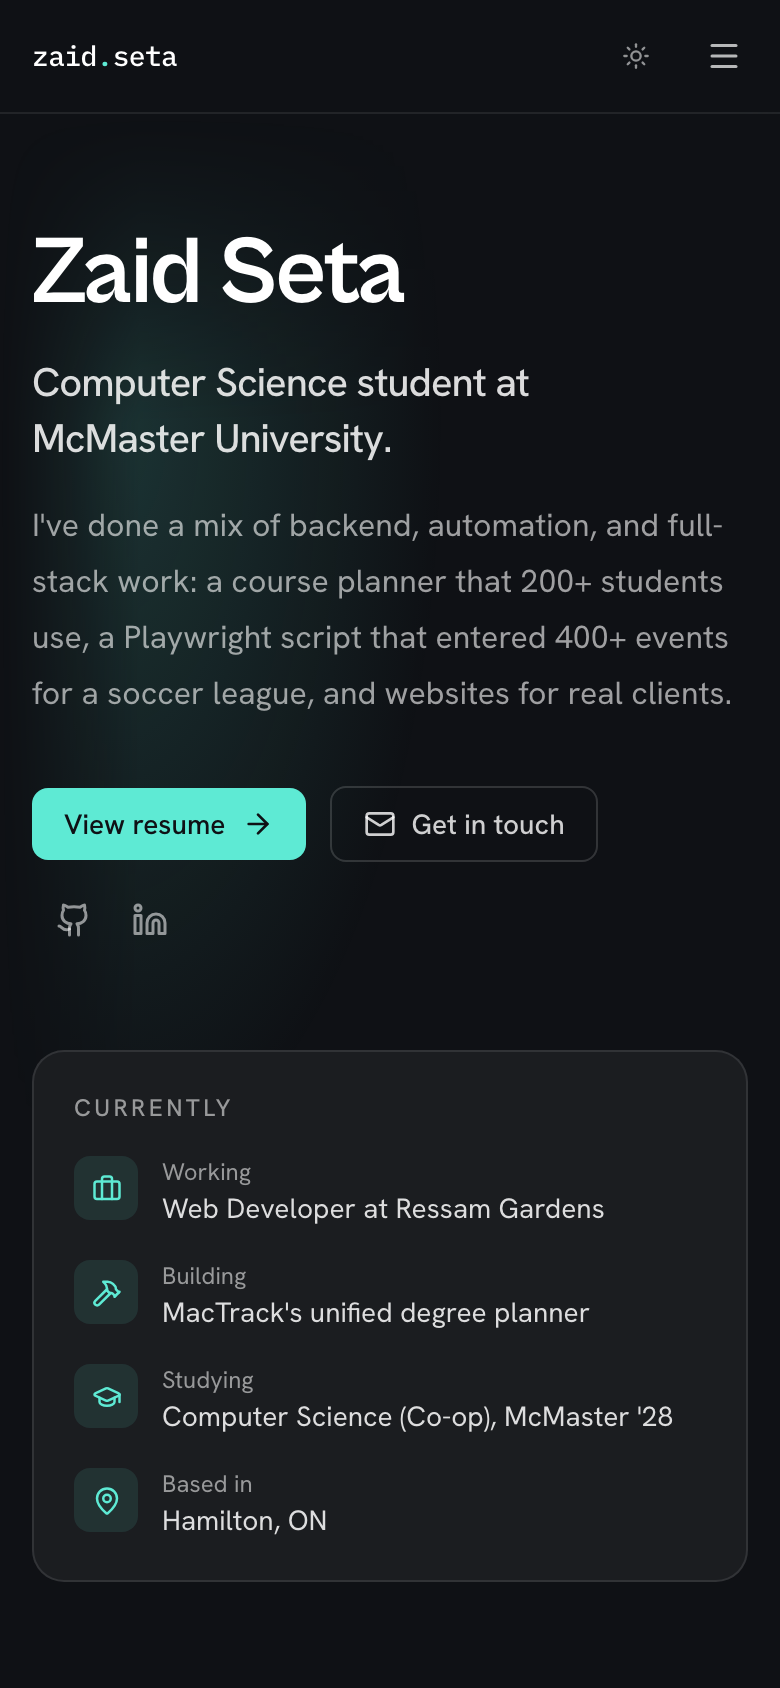 zaid.seta
Zaid Seta
Computer Science student at
McMaster University.
I've done a mix of backend, automation, and full-
stack work: a course planner that 200+ students
use, a Playwright script that entered 400+ events
for a soccer league, and websites for real clients.
View resume
Get in touch
CURRENTLY
Working
Web Developer at Ressam Gardens
Building
MacTrack's unified degree planner
Studying
Computer Science (Co-op), McMaster '28
Based in
Hamilton, ON